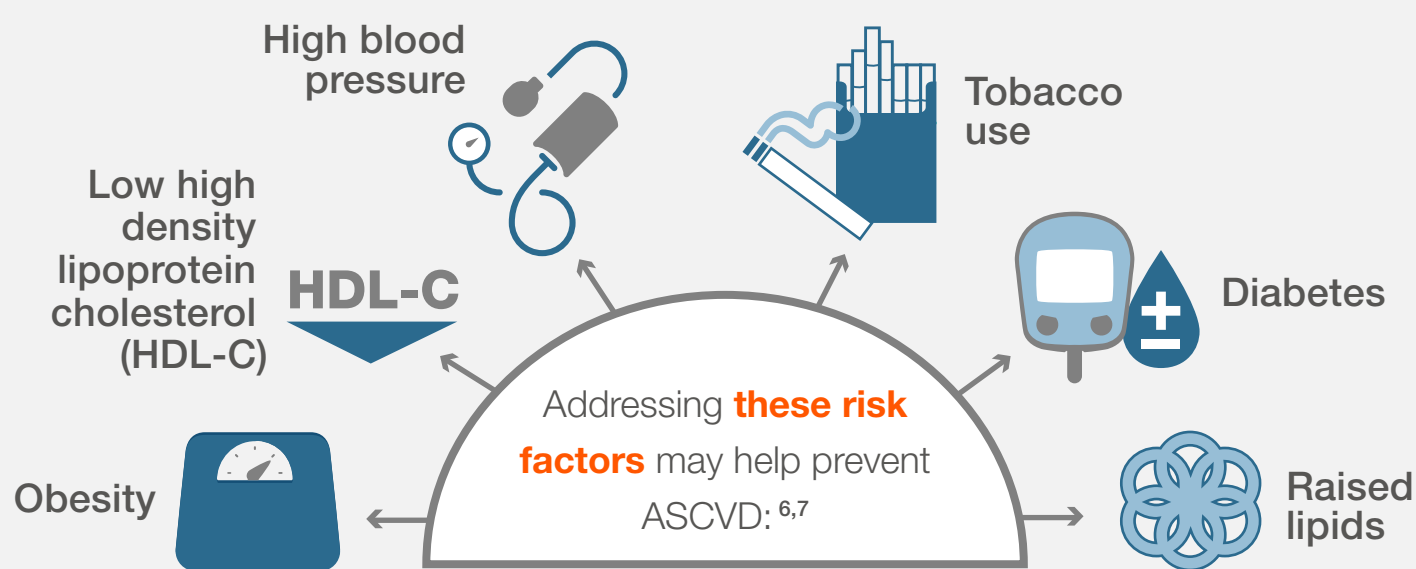 High blood
pressure
Tobacco
use
Low high
density
lipoprotein
cholesterol
(HDL-C)
HDL-C
Diabetes
Addressing these risk
factors may help prevent
ASCVD: 6,7
Obesity
Raised
lipids